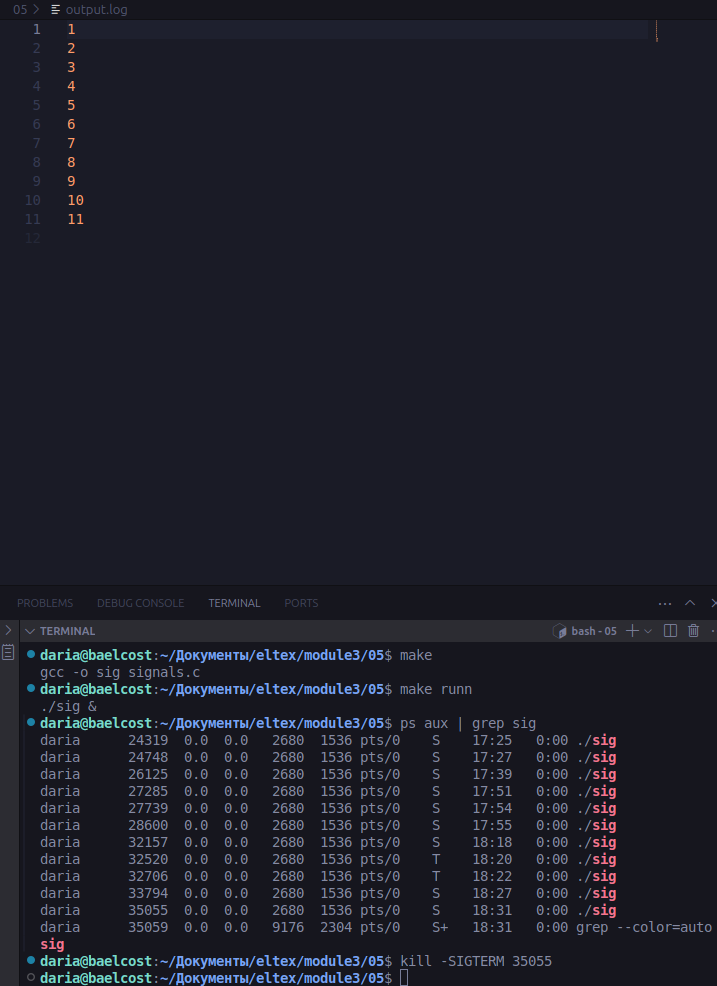 05 > output.log
1 1
2 2
3 3
4 4
5 5
6 6
7 7
8 8
9 9
10 10
11 11
12
PROBLEMS DEBUG CONSOLE TERMINAL PORTS
TERMINAL bash - 05
daria@baelcost:~/Документы/eltex/module3/05$ make
gcc -o sig signals.c
daria@baelcost:~/Документы/eltex/module3/05$ make runn
./sig &
daria@baelcost:~/Документы/eltex/module3/05$ ps aux | grep sig
daria 24319 0.0 0.0 2680 1536 pts/0 S 17:25 0:00 ./sig
daria 24748 0.0 0.0 2680 1536 pts/0 S 17:27 0:00 ./sig
daria 26125 0.0 0.0 2680 1536 pts/0 S 17:39 0:00 ./sig
daria 27285 0.0 0.0 2680 1536 pts/0 S 17:51 0:00 ./sig
daria 27739 0.0 0.0 2680 1536 pts/0 S 17:54 0:00 ./sig
daria 28600 0.0 0.0 2680 1536 pts/0 S 17:55 0:00 ./sig
daria 32157 0.0 0.0 2680 1536 pts/0 S 18:18 0:00 ./sig
daria 32520 0.0 0.0 2680 1536 pts/0 T 18:20 0:00 ./sig
daria 32706 0.0 0.0 2680 1536 pts/0 T 18:22 0:00 ./sig
daria 33794 0.0 0.0 2680 1536 pts/0 S 18:27 0:00 ./sig
daria 35055 0.0 0.0 2680 1536 pts/0 S 18:31 0:00 ./sig
daria 35059 0.0 0.0 9176 2304 pts/0 S+ 18:31 0:00 grep --color=auto
sig
daria@baelcost:~/Документы/eltex/module3/05$ kill -SIGTERM 35055
daria@baelcost:~/Документы/eltex/module3/05$